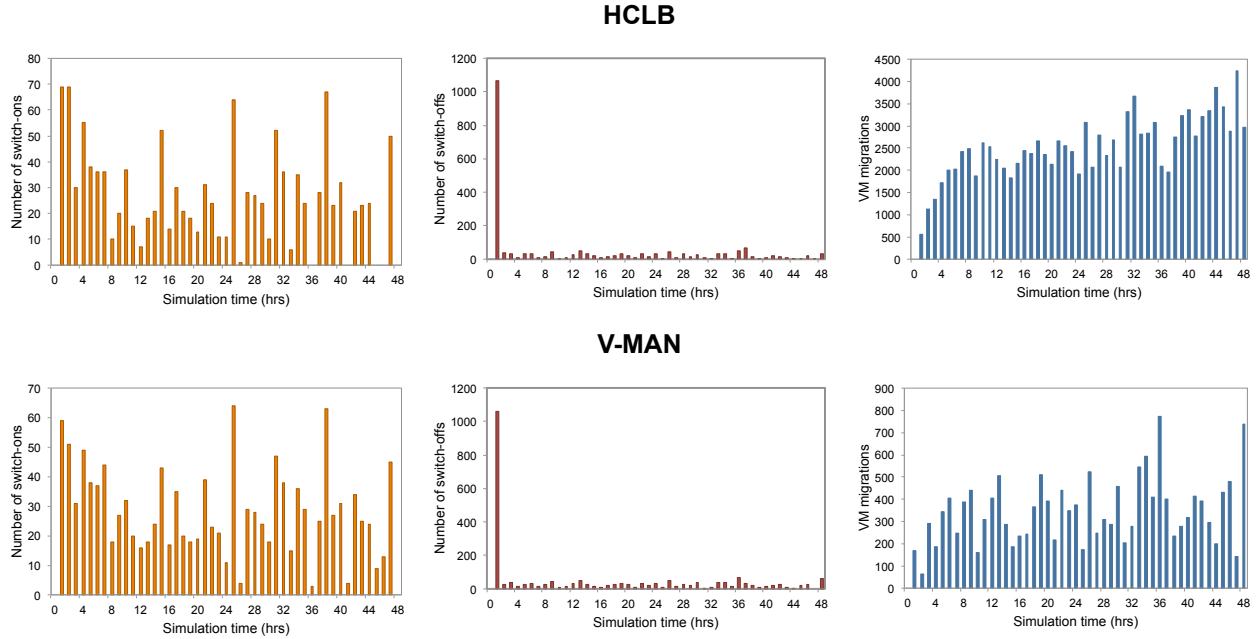 HCLB
Number of switch-ons
80
70
60
50
40
30
20
10
0
0 4 8 12 16 20 24 28 32 36 40 44 48
Simulation time (hrs)
Number of switch-offs
1200
1000
800
600
400
200
0
0 4 8 12 16 20 24 28 32 36 40 44 48
Simulation time (hrs)
VM migrations
4500
4000
3500
3000
2500
2000
1500
1000
500
0
0 4 8 12 16 20 24 28 32 36 40 44 48
Simulation time (hrs)
V-MAN
Number of switch-ons
70
60
50
40
30
20
10
0
0 4 8 12 16 20 24 28 32 36 40 44 48
Simulation time (hrs)
Number of switch-offs
1200
1000
800
600
400
200
0
0 4 8 12 16 20 24 28 32 36 40 44 48
Simulation time (hrs)
VM migrations
900
800
700
600
500
400
300
200
100
0
0 4 8 12 16 20 24 28 32 36 40 44 48
Simulation time (hrs)